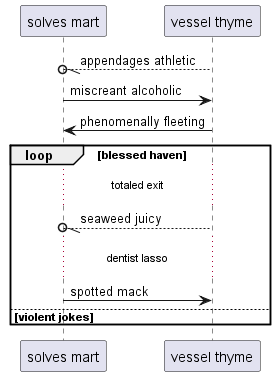 solves mart vessel thyme
appendages athletic
miscreant alcoholic
phenomenally fleeting
loop [blessed haven]
totaled exit
seaweed juicy
dentist lasso
spotted mack
[violent jokes]
solves mart vessel thyme